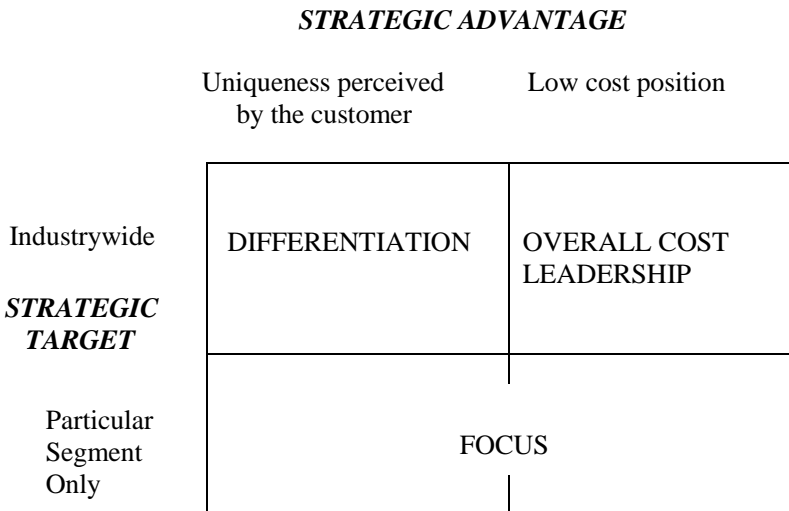 STRATEGIC ADVANTAGE
Uniqueness perceived
by the customer
Low cost position
Industrywide
DIFFERENTIATION
OVERALL COST
LEADERSHIP
STRATEGIC
TARGET
Particular
Segment
Only
FOCUS